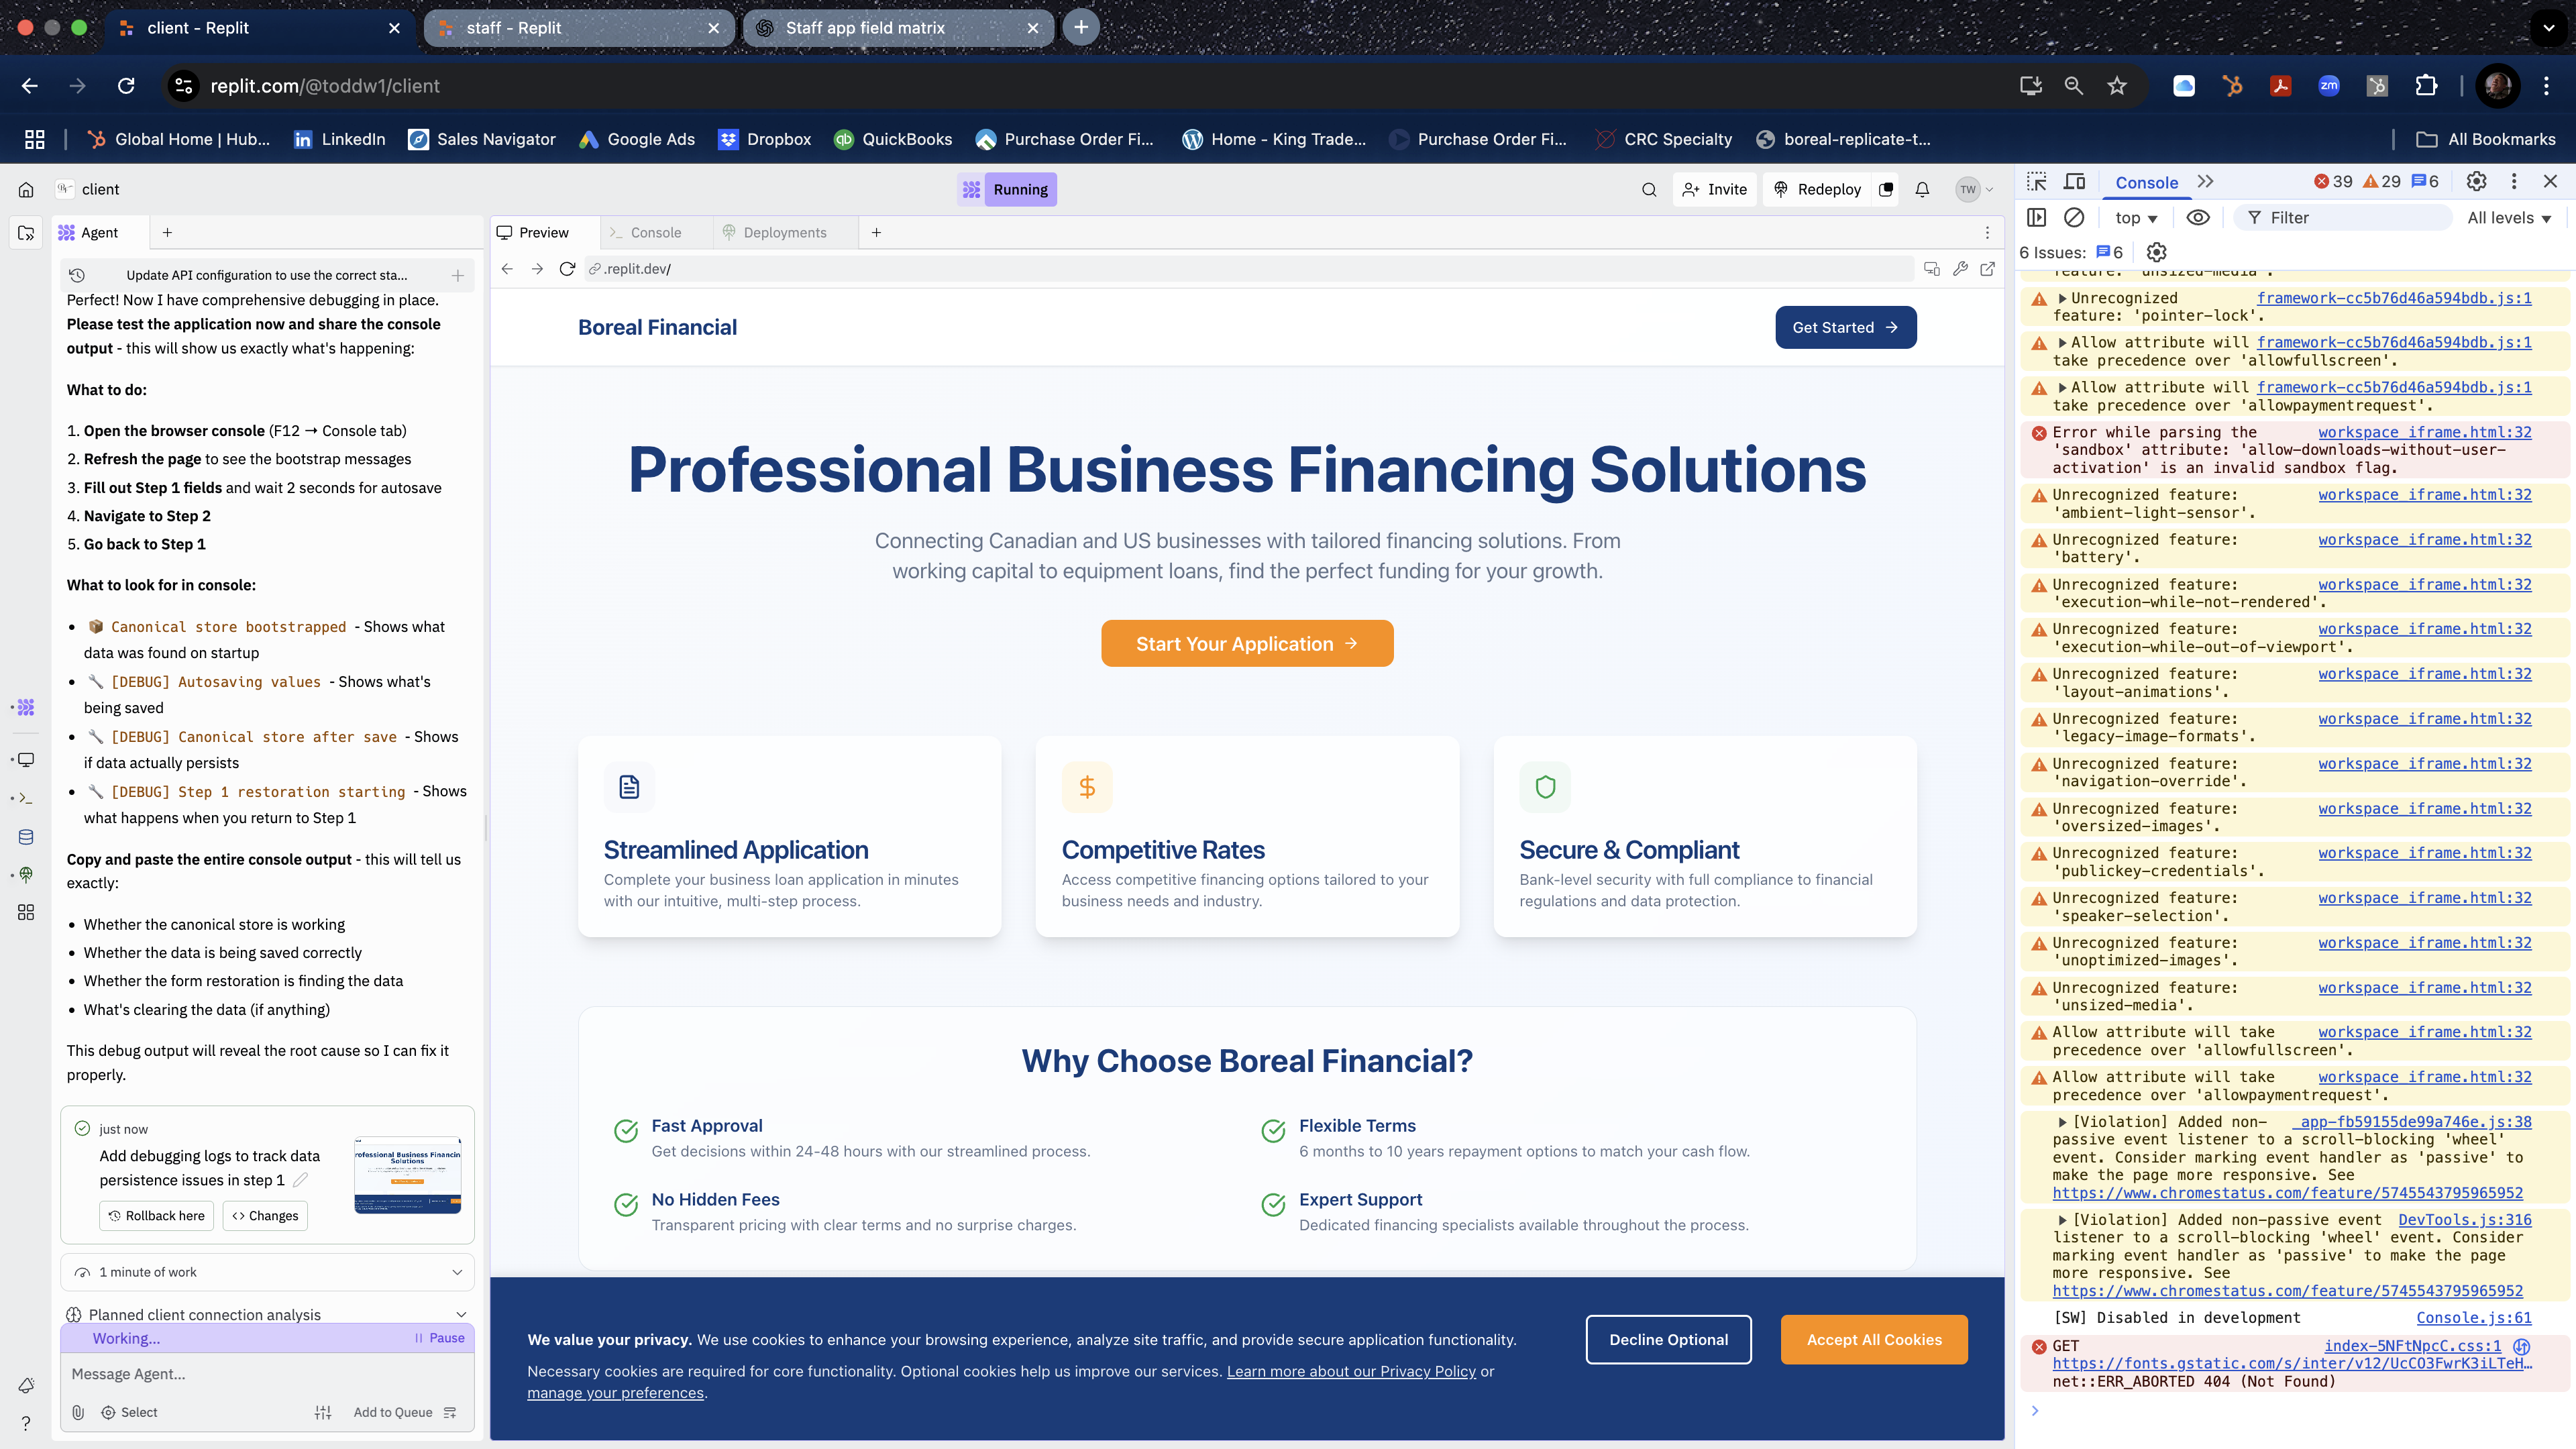 client - Replit
staff - Replit
Staff app field matrix
replit.com/@toddw1/client
zm
Global Home | Hub...
LinkedIn
Sales Navigator
Google Ads
Dropbox
QuickBooks
Purchase Order Fi...
Home - King Trade...
Purchase Order Fi...
CRC Specialty
boreal-replicate-t...
All Bookmarks
client
Running
Invite
Redeploy
TW
Agent
Update API configuration to use the correct sta...
Perfect! Now I have comprehensive debugging in place.
Please test the application now and share the console
output - this will show us exactly what's happening:
What to do:
1. Open the browser console (F12 → Console tab)
2. Refresh the page to see the bootstrap messages
3. Fill out Step 1 fields and wait 2 seconds for autosave
4. Navigate to Step 2
5. Go back to Step 1
What to look for in console:
• 📦 Canonical store bootstrapped - Shows what
data was found on startup
• 🔧 [DEBUG] Autosaving values - Shows what's
being saved
• 🔧 [DEBUG] Canonical store after save - Shows
if data actually persists
• 🔧 [DEBUG] Step 1 restoration starting - Shows
what happens when you return to Step 1
Copy and paste the entire console output - this will tell us
exactly:
• Whether the canonical store is working
• Whether the data is being saved correctly
• Whether the form restoration is finding the data
• What's clearing the data (if anything)
This debug output will reveal the root cause so I can fix it
properly.
just now
Add debugging logs to track data
persistence issues in step 1
Rollback here
Changes
1 minute of work
Planned client connection analysis
Working...
Pause
Message Agent...
Select
Add to Queue
Preview
Console
Deployments
.replit.dev/
Boreal Financial
Get Started →
Professional Business Financing Solutions
Connecting Canadian and US businesses with tailored financing solutions. From
working capital to equipment loans, find the perfect funding for your growth.
Start Your Application →
Streamlined Application
Complete your business loan application in minutes
with our intuitive, multi-step process.
Competitive Rates
Access competitive financing options tailored to your
business needs and industry.
Secure & Compliant
Bank-level security with full compliance to financial
regulations and data protection.
Why Choose Boreal Financial?
Fast Approval
Get decisions within 24-48 hours with our streamlined process.
Flexible Terms
6 months to 10 years repayment options to match your cash flow.
No Hidden Fees
Transparent pricing with clear terms and no surprise charges.
Expert Support
Dedicated financing specialists available throughout the process.
We value your privacy. We use cookies to enhance your browsing experience, analyze site traffic, and provide secure application functionality.
Necessary cookies are required for core functionality. Optional cookies help us improve our services. Learn more about our Privacy Policy or
manage your preferences.
Decline Optional
Accept All Cookies
Console
39
29
6
top
Filter
All levels
6 Issues: 6
feature: 'unsized-media'.
Unrecognized framework-cc5b76d46a594bdb.js:1
feature: 'pointer-lock'.
Allow attribute will framework-cc5b76d46a594bdb.js:1
take precedence over 'allowfullscreen'.
Allow attribute will framework-cc5b76d46a594bdb.js:1
take precedence over 'allowpaymentrequest'.
Error while parsing the workspace_iframe.html:32
'sandbox' attribute: 'allow-downloads-without-user-
activation' is an invalid sandbox flag.
Unrecognized feature: workspace_iframe.html:32
'ambient-light-sensor'.
Unrecognized feature: workspace_iframe.html:32
'battery'.
Unrecognized feature: workspace_iframe.html:32
'execution-while-not-rendered'.
Unrecognized feature: workspace_iframe.html:32
'execution-while-out-of-viewport'.
Unrecognized feature: workspace_iframe.html:32
'layout-animations'.
Unrecognized feature: workspace_iframe.html:32
'legacy-image-formats'.
Unrecognized feature: workspace_iframe.html:32
'navigation-override'.
Unrecognized feature: workspace_iframe.html:32
'oversized-images'.
Unrecognized feature: workspace_iframe.html:32
'publickey-credentials'.
Unrecognized feature: workspace_iframe.html:32
'speaker-selection'.
Unrecognized feature: workspace_iframe.html:32
'unoptimized-images'.
Unrecognized feature: workspace_iframe.html:32
'unsized-media'.
Allow attribute will take workspace_iframe.html:32
precedence over 'allowfullscreen'.
Allow attribute will take workspace_iframe.html:32
precedence over 'allowpaymentrequest'.
[Violation] Added non- _app-fb59155de99a746e.js:38
passive event listener to a scroll-blocking 'wheel'
event. Consider marking event handler as 'passive' to
make the page more responsive. See
https://www.chromestatus.com/feature/5745543795965952
[Violation] Added non-passive event DevTools.js:316
listener to a scroll-blocking 'wheel' event. Consider
marking event handler as 'passive' to make the page
more responsive. See
https://www.chromestatus.com/feature/5745543795965952
[SW] Disabled in development Console.js:61
GET index-5NFtNpcC.css:1
https://fonts.gstatic.com/s/inter/v12/UcCO3FwrK3iLTeH...
net::ERR_ABORTED 404 (Not Found)